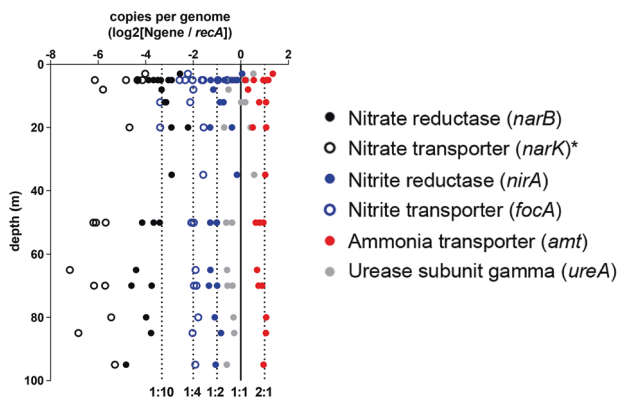 copies per genome
(log2[Ngene / recA])
-8 -6 -4 -2 0 2
0
20
40
60
80
100
depth (m)
1:10 1:4 1:2 1:1 2:1
Nitrate reductase (narB)
Nitrate transporter (narK)*
Nitrite reductase (nirA)
Nitrite transporter (focA)
Ammonia transporter (amt)
Urease subunit gamma (ureA)